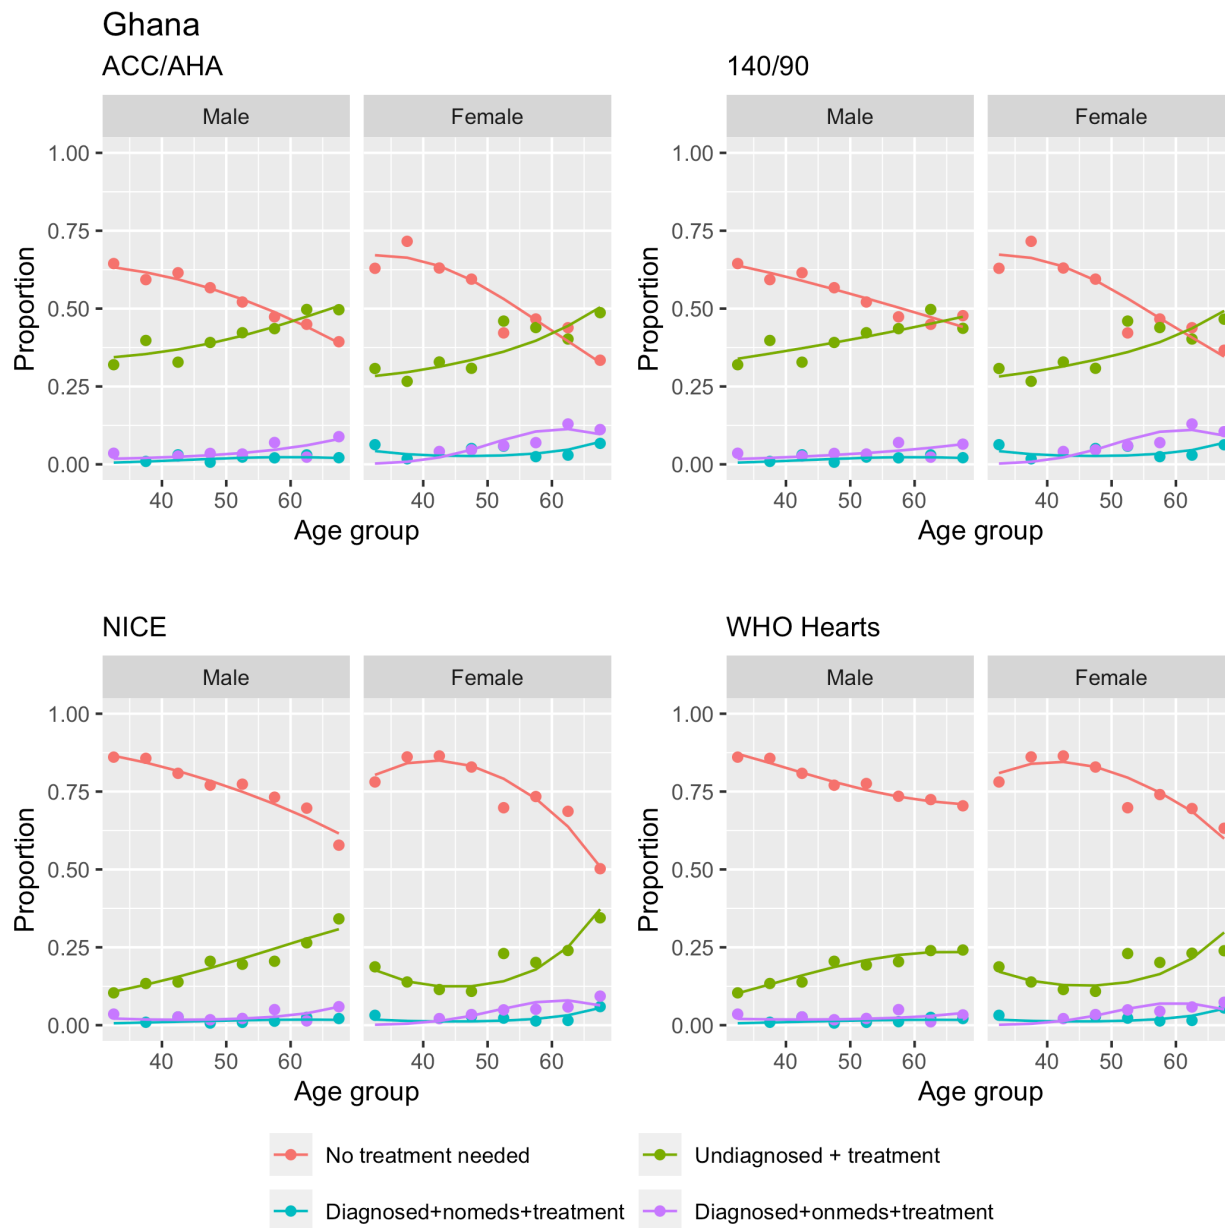 Ghana
ACC/AHA
Male Female
1.00
0.75
0.50
0.25
0.00
Proportion
40 50 60 40 50 60
Age group
140/90
Male Female
1.00
0.75
0.50
0.25
0.00
Proportion
40 50 60 40 50 60
Age group
NICE
Male Female
1.00
0.75
0.50
0.25
0.00
Proportion
40 50 60 40 50 60
Age group
WHO Hearts
Male Female
1.00
0.75
0.50
0.25
0.00
Proportion
40 50 60 40 50 60
Age group
No treatment needed
Undiagnosed + treatment
Diagnosed+nomeds+treatment
Diagnosed+onmeds+treatment